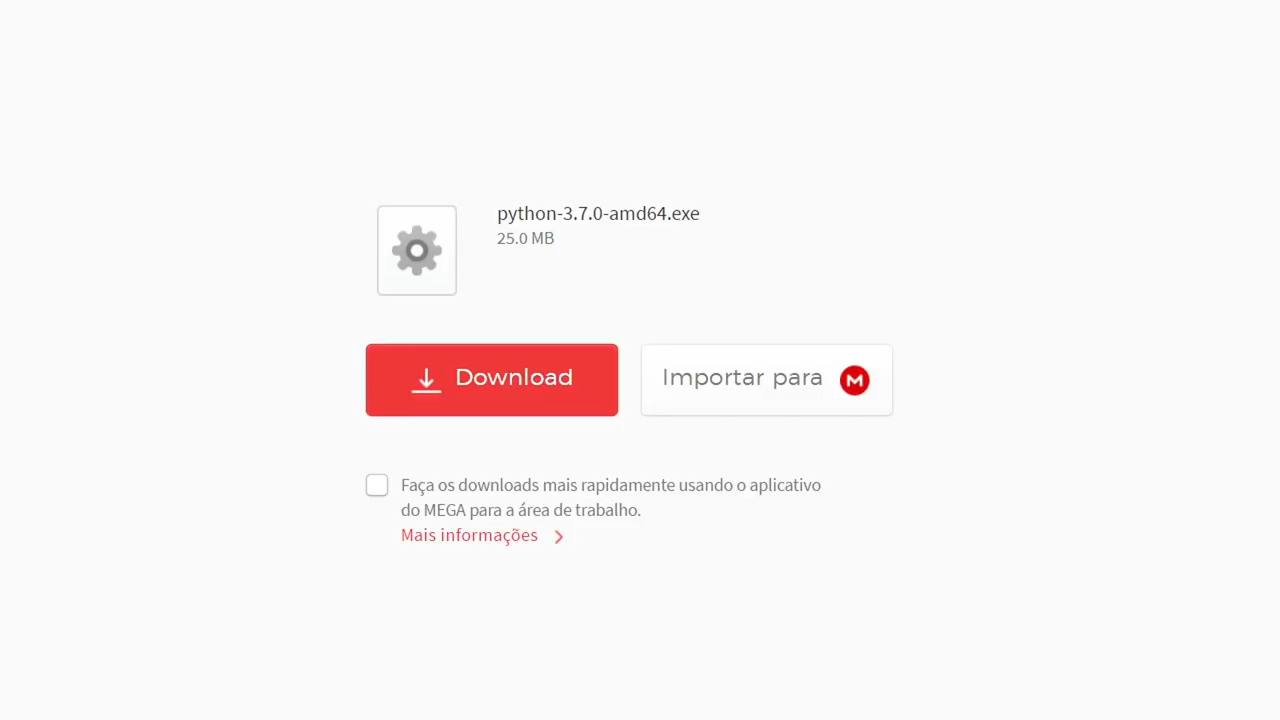 python-3.7.0-amd64.exe
25.0 MB
Download
Importar para M
Faça os downloads mais rapidamente usando o aplicativo
do MEGA para a área de trabalho.
Mais informações